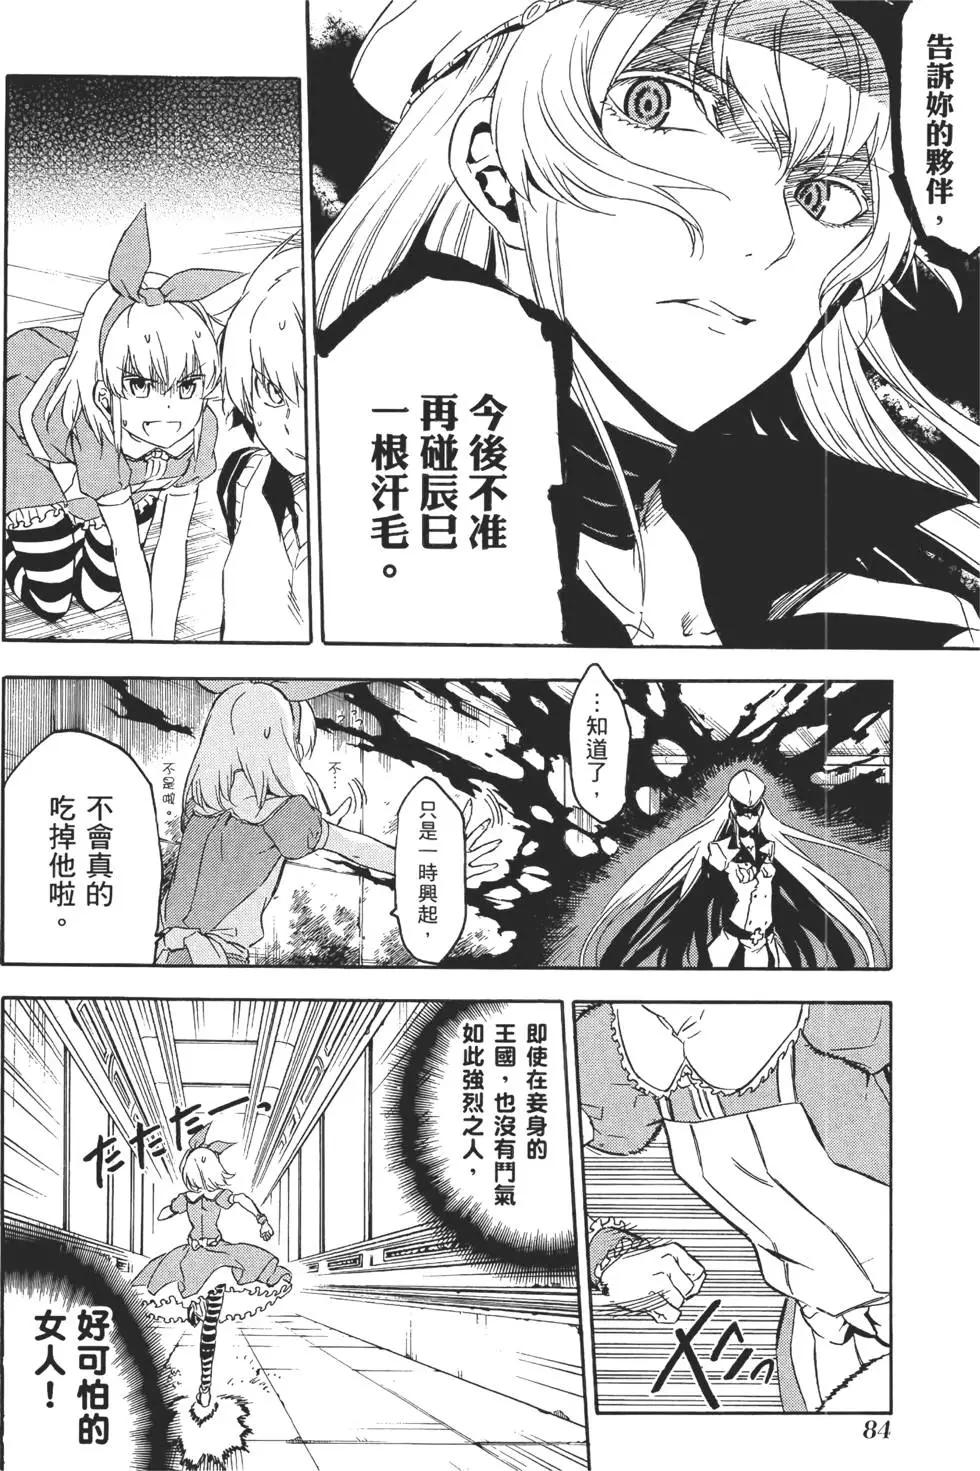 告訴妳的夥伴，
今後不准
再碰辰巳
一根汗毛。
…知道了，
只是一時興起，
不…
不是啦。
不會真的
吃掉他啦。
即使在妾身的
王國，也沒有鬥氣
如此強烈之人，
たたたたーっ
好可怕的
女人！
84